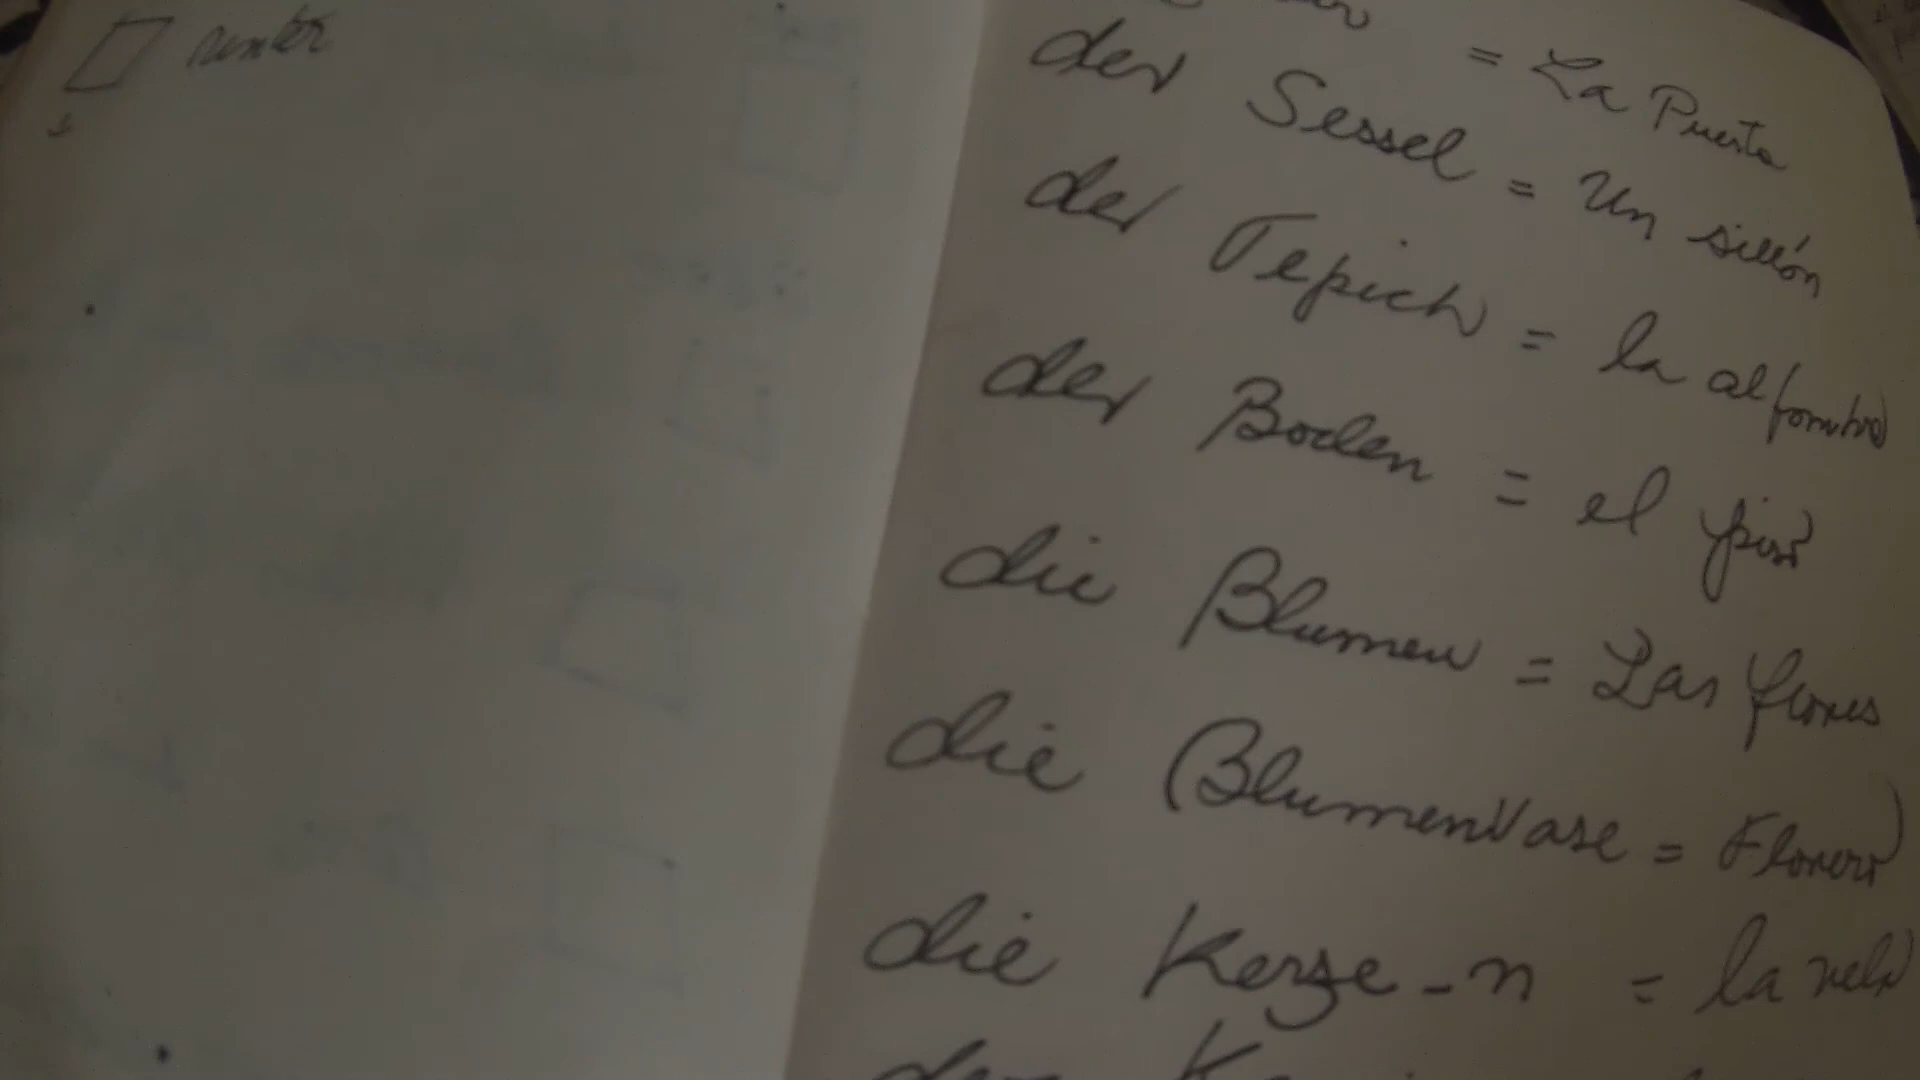 unter
= La Puerta
der Sessel = Un sillón
der Tepich = la alfombra
der Boden = el piso
die Blumen = Las flores
die BlumenVase = Florero
die Kerze-n = la vela